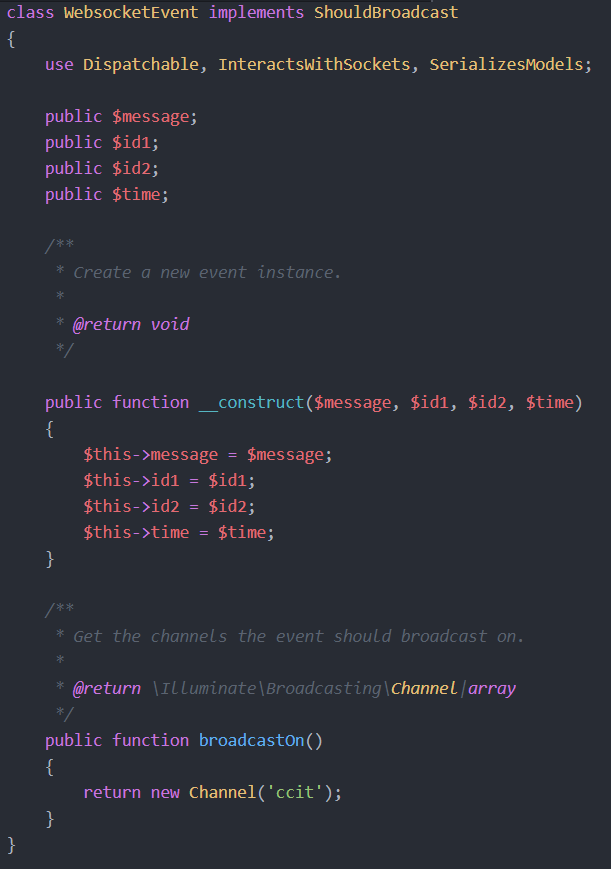 class WebsocketEvent implements ShouldBroadcast
{
    use Dispatchable, InteractsWithSockets, SerializesModels;

    public $message;
    public $id1;
    public $id2;
    public $time;

    /**
     * Create a new event instance.
     *
     * @return void
     */

    public function __construct($message, $id1, $id2, $time)
    {
        $this->message = $message;
        $this->id1 = $id1;
        $this->id2 = $id2;
        $this->time = $time;
    }

    /**
     * Get the channels the event should broadcast on.
     *
     * @return \Illuminate\Broadcasting\Channel|array
     */
    public function broadcastOn()
    {
        return new Channel('ccit');
    }
}